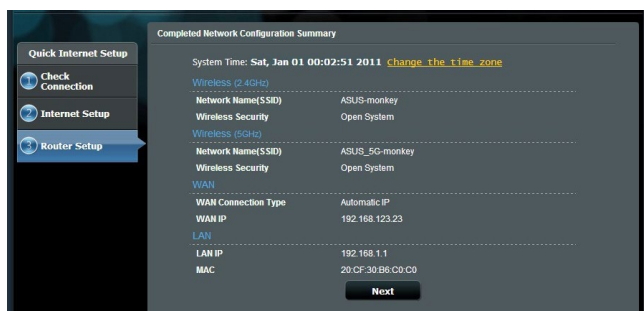 Completed Network Configuration Summary
Quick Internet Setup
1 Check Connection
2 Internet Setup
3 Router Setup
System Time: Sat, Jan 01 00:02:51 2011 Change the time zone
Wireless (2.4GHz)
Network Name(SSID) ASUS-monkey
Wireless Security Open System
Wireless (5GHz)
Network Name(SSID) ASUS_5G-monkey
Wireless Security Open System
WAN
WAN Connection Type Automatic IP
WAN IP 192.168.123.23
LAN
LAN IP 192.168.1.1
MAC 20:CF:30:B6:C0:C0
Next